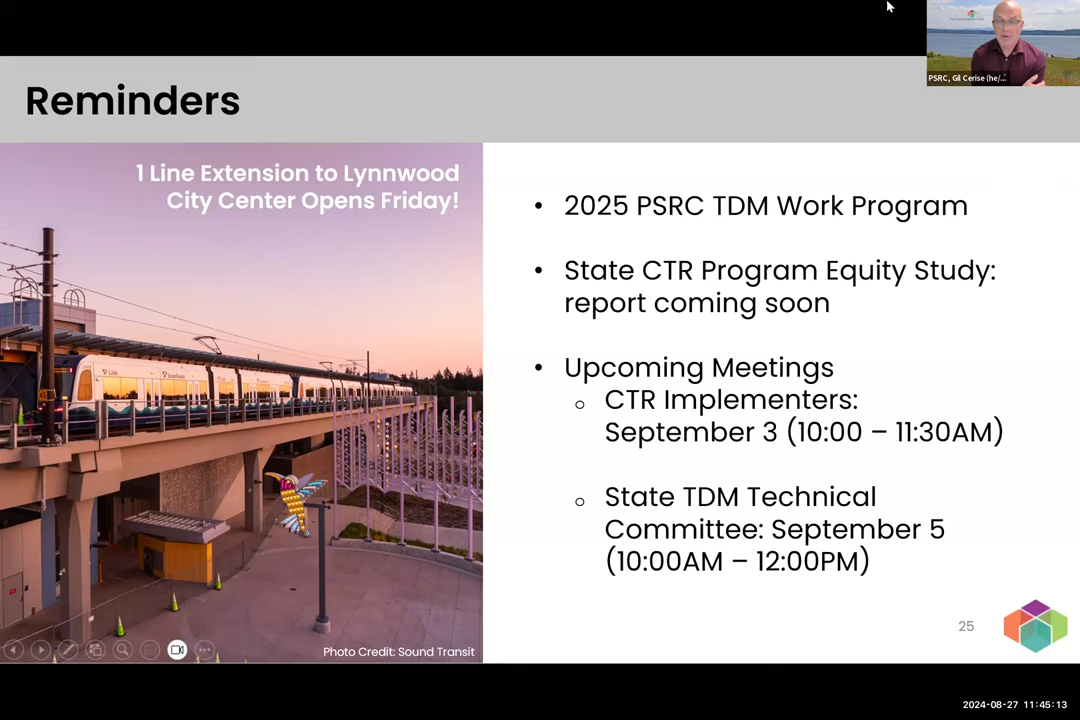 PSRC, Gil Cerise (he/...
Reminders
1 Line Extension to Lynnwood
City Center Opens Friday!
• 2025 PSRC TDM Work Program
• State CTR Program Equity Study:
report coming soon
• Upcoming Meetings
o CTR Implementers:
September 3 (10:00 – 11:30AM)
o State TDM Technical
Committee: September 5
(10:00AM – 12:00PM)
Photo Credit: Sound Transit
25
2024-08-27 11:45:13